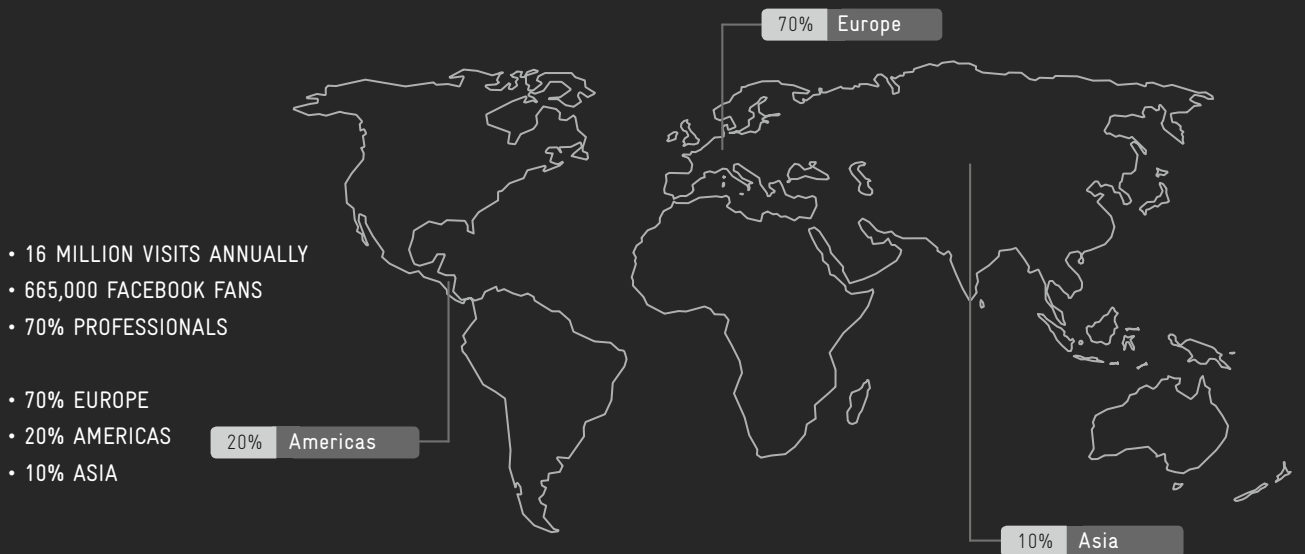 70% Europe
• 16 MILLION VISITS ANNUALLY
• 665,000 FACEBOOK FANS
• 70% PROFESSIONALS
• 70% EUROPE
• 20% AMERICAS
• 10% ASIA
20% Americas
10% Asia